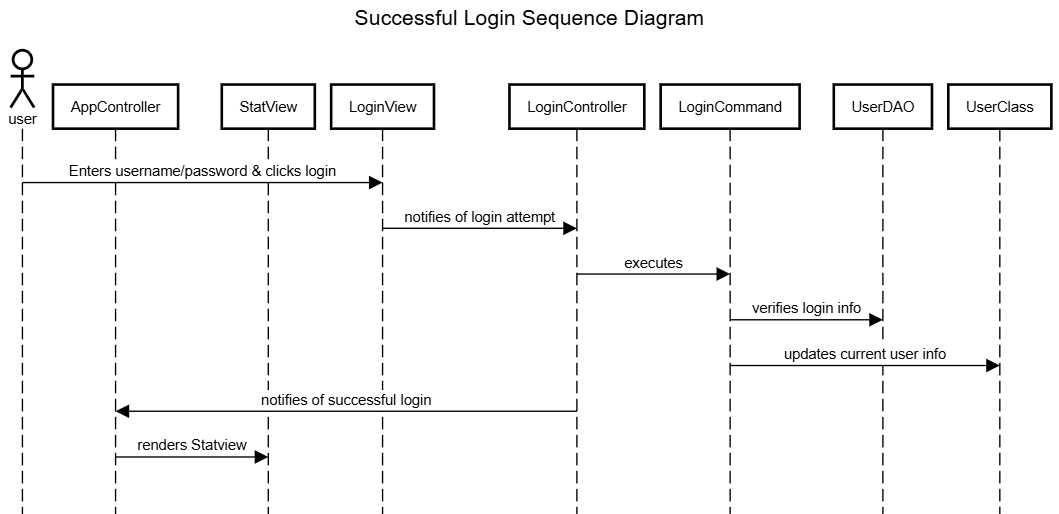 Successful Login Sequence Diagram
user
AppController
StatView
LoginView
LoginController
LoginCommand
UserDAO
UserClass
Enters username/password & clicks login
notifies of login attempt
executes
verifies login info
updates current user info
notifies of successful login
renders Statview